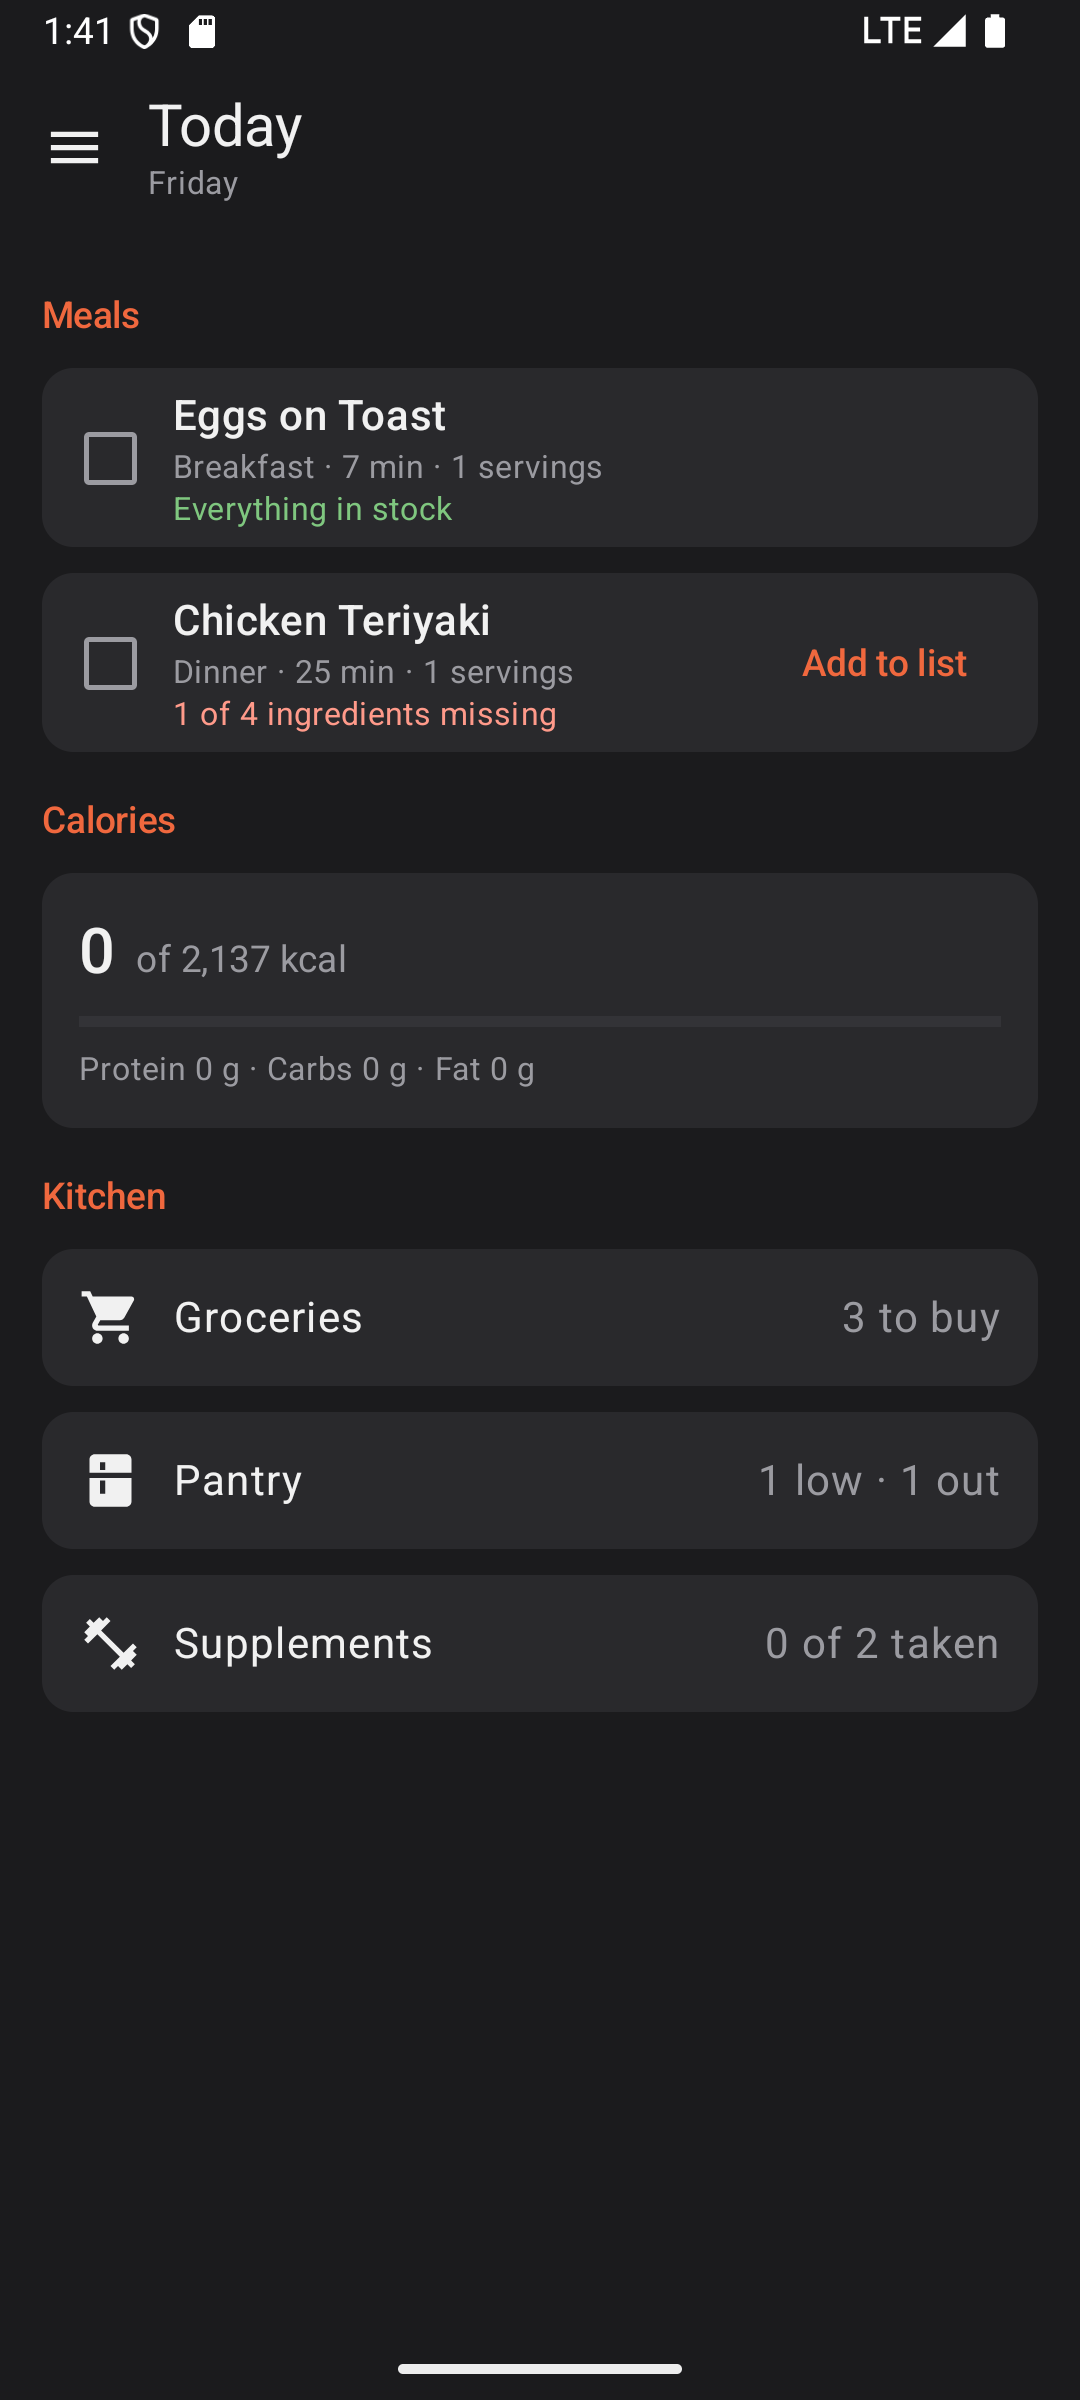 1:41
LTE
Today
Friday
Meals
Eggs on Toast
Breakfast · 7 min · 1 servings
Everything in stock
Chicken Teriyaki
Dinner · 25 min · 1 servings
1 of 4 ingredients missing
Add to list
Calories
0 of 2,137 kcal
Protein 0 g · Carbs 0 g · Fat 0 g
Kitchen
Groceries
3 to buy
Pantry
1 low · 1 out
Supplements
0 of 2 taken